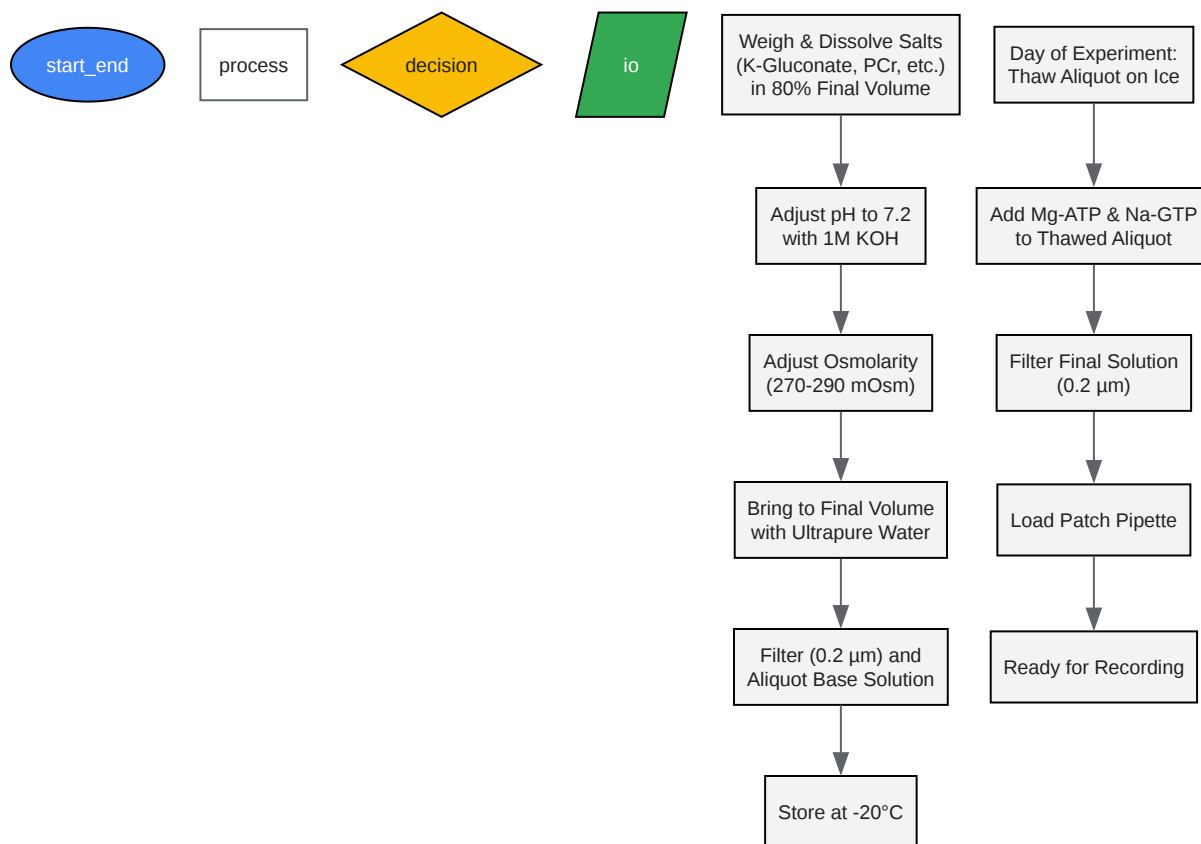 start_end
process
decision
io
Weigh & Dissolve Salts
(K-Gluconate, PCr, etc.)
in 80% Final Volume
Adjust pH to 7.2
with 1M KOH
Adjust Osmolarity
(270-290 mOsm)
Bring to Final Volume
with Ultrapure Water
Filter (0.2 µm) and
Aliquot Base Solution
Store at -20°C
Day of Experiment:
Thaw Aliquot on Ice
Add Mg-ATP & Na-GTP
to Thawed Aliquot
Filter Final Solution
(0.2 µm)
Load Patch Pipette
Ready for Recording